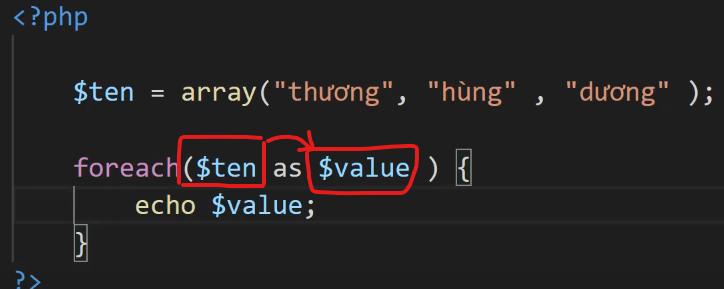 <?php
$ten = array("thương", "hùng" , "dương" );
foreach($ten as $value ) {
echo $value;
}
?>